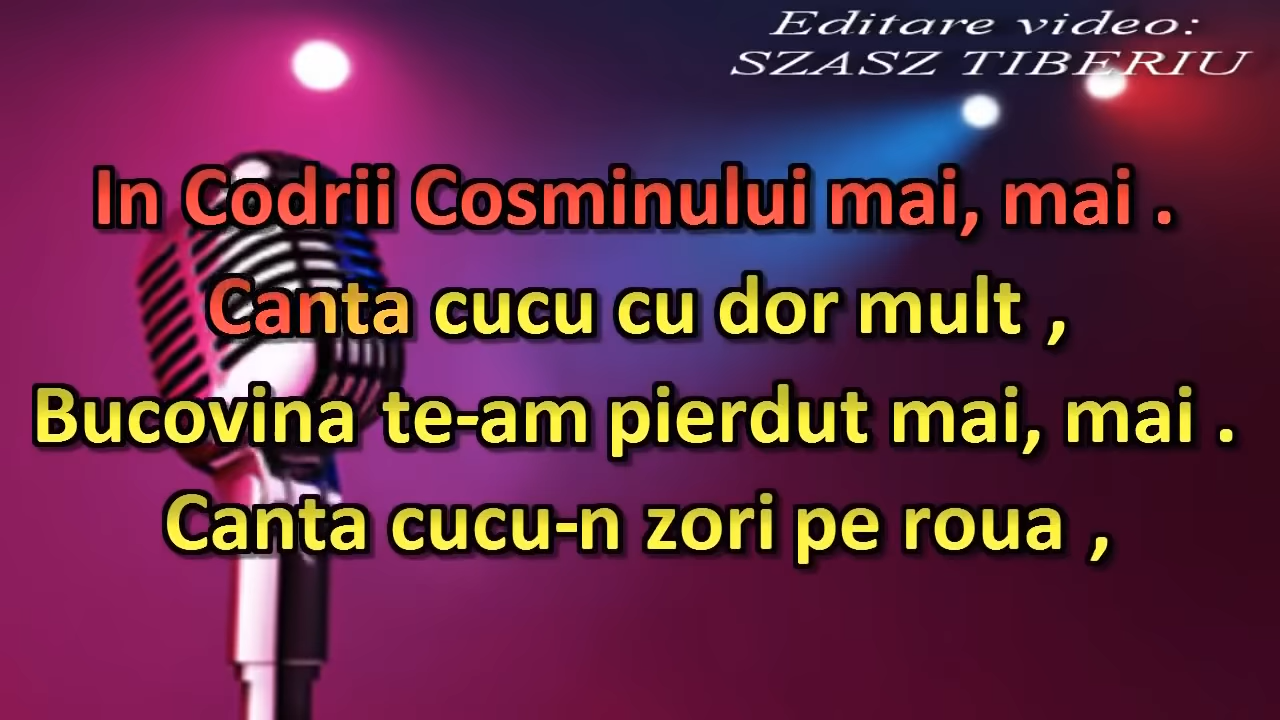 Editare video:
SZASZ TIBERIU
In Codrii Cosminului mai, mai .
Canta cucu cu dor mult ,
Bucovina te-am pierdut mai, mai .
Canta cucu-n zori pe roua ,